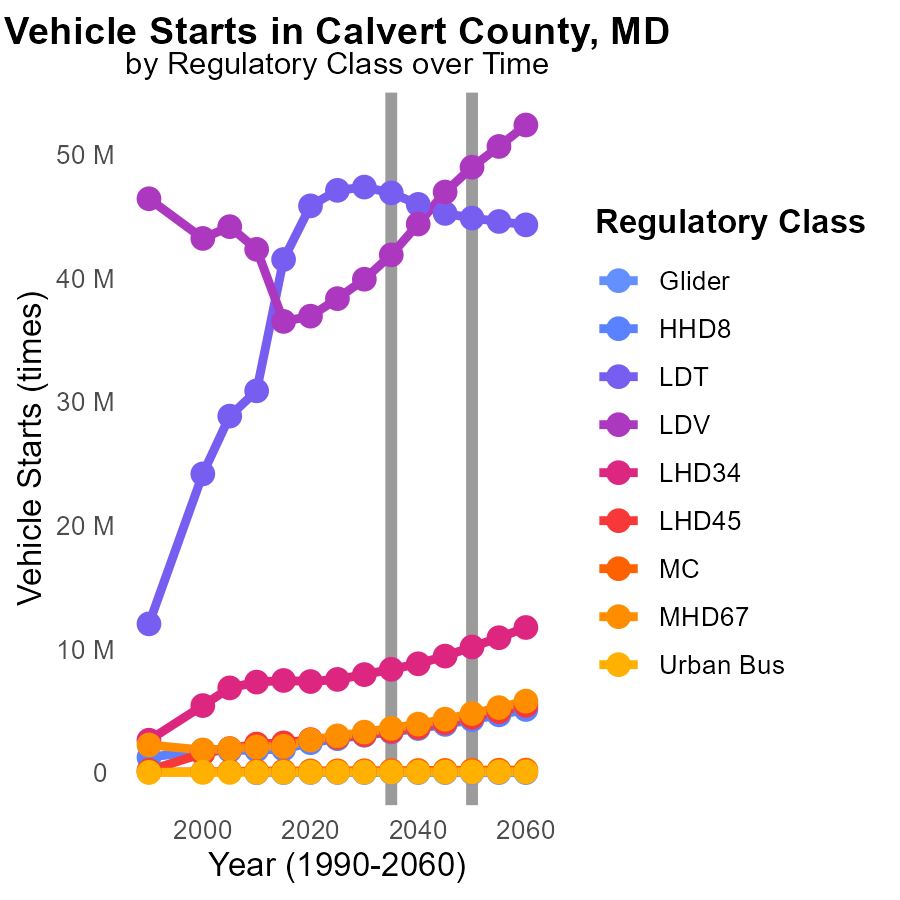 Vehicle Starts in Calvert County, MD
by Regulatory Class over Time
Vehicle Starts (times)
50 M
40 M
30 M
20 M
10 M
0
2000 2020 2040 2060
Year (1990-2060)
Regulatory Class
Glider
HHD8
LDT
LDV
LHD34
LHD45
MC
MHD67
Urban Bus